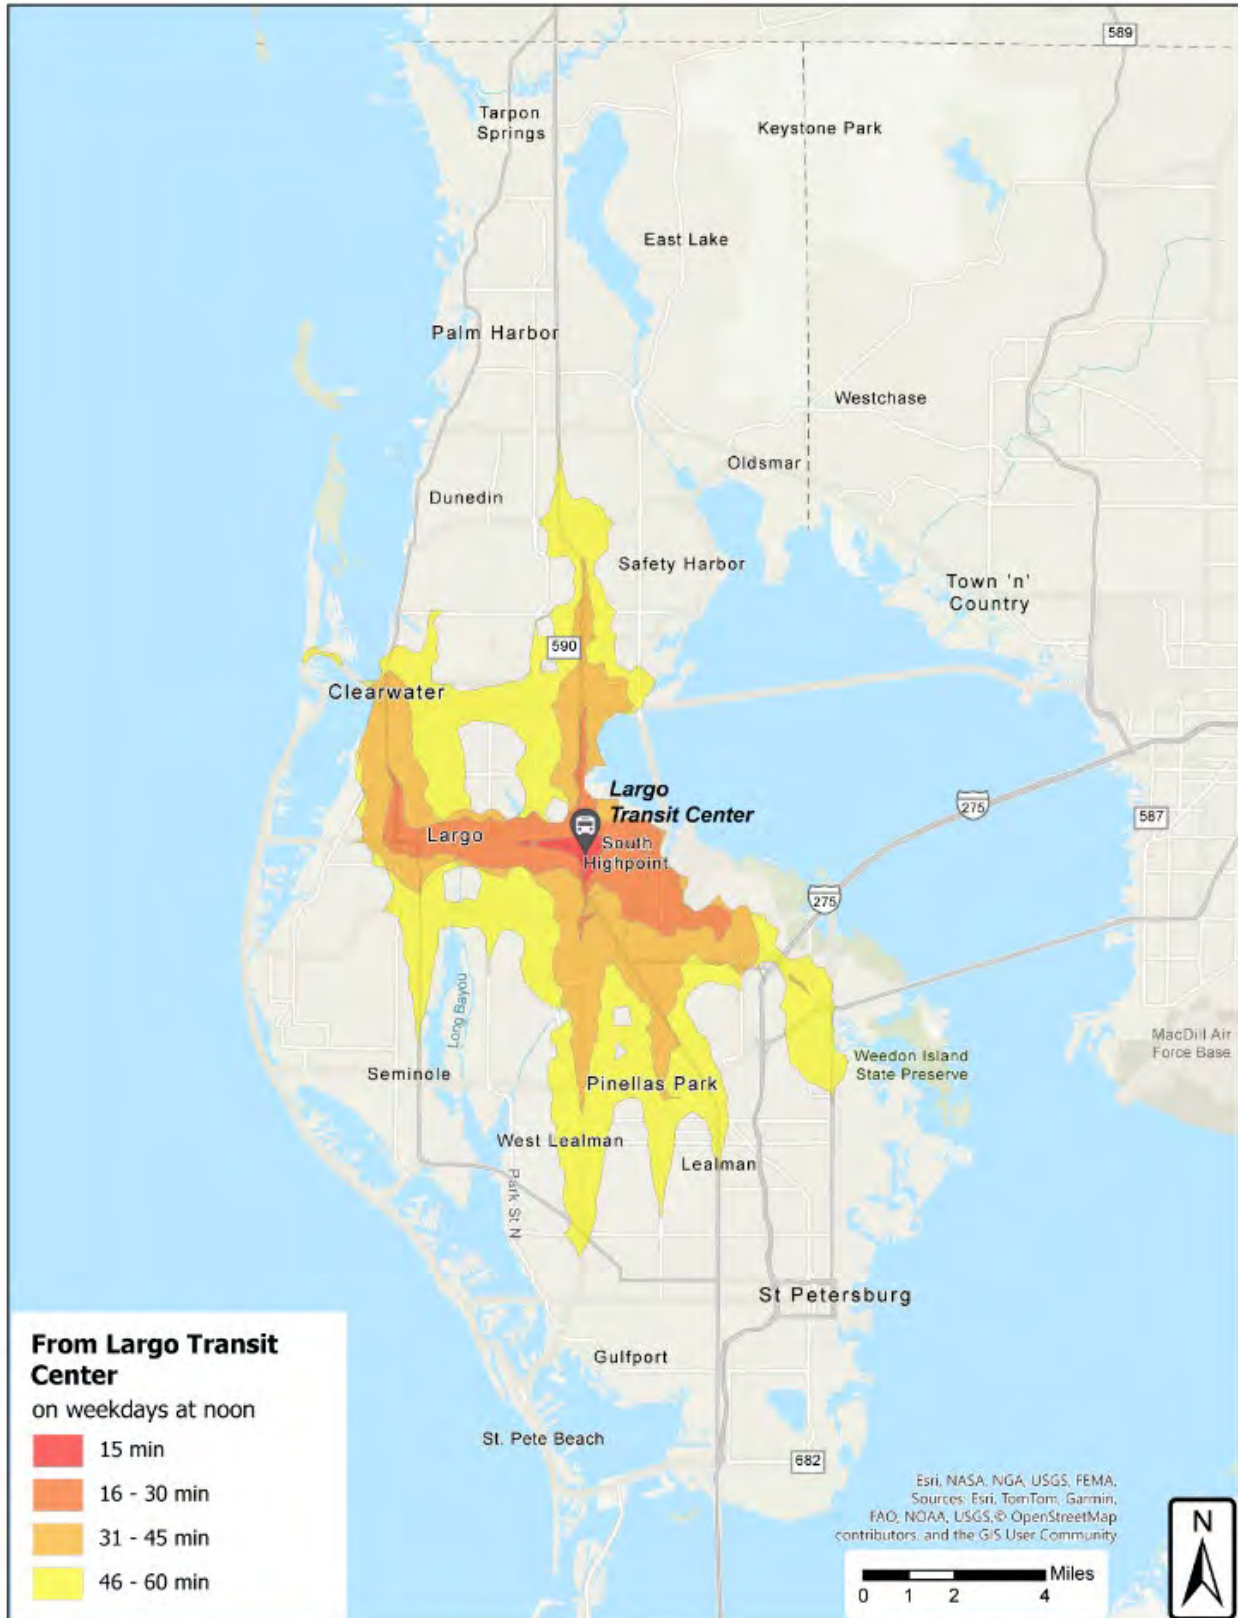 589
Tarpon
Springs
Keystone Park
East Lake
Palm Harbor
Westchase
Oldsmar
Dunedin
Safety Harbor
Town 'n'
Country
590
Clearwater
Largo
Transit Center
275
587
Largo
South
Highpoint
275
Long Bayou
MacDill Air
Force Base
Weedon Island
State Preserve
Seminole
Pinellas Park
West Lealman
Lealman
Park St N
St Petersburg
Gulfport
St. Pete Beach
682
From Largo Transit
Center
on weekdays at noon
15 min
16 - 30 min
31 - 45 min
46 - 60 min
Esri, NASA, NGA, USGS, FEMA,
Sources: Esri, TomTom, Garmin,
FAO, NOAA, USGS,© OpenStreetMap
contributors, and the GIS User Community
N
Miles
0 1 2 4